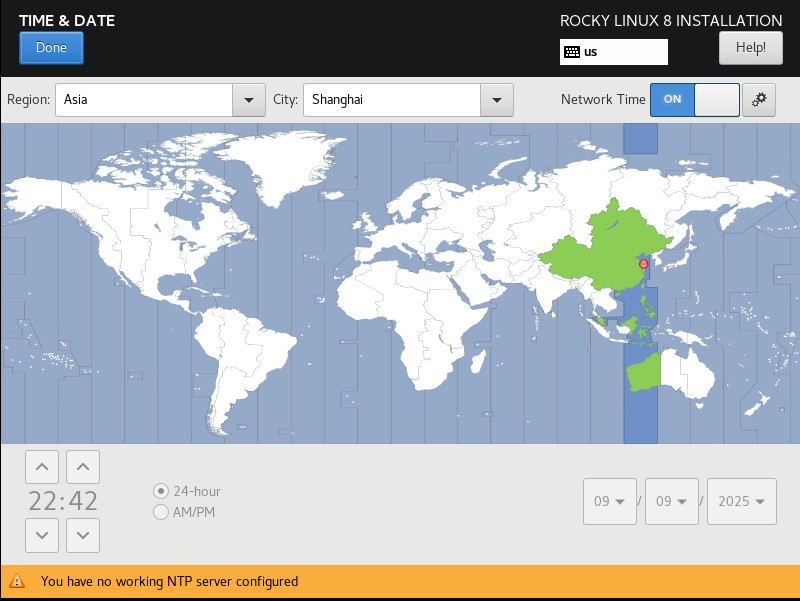 TIME & DATE
ROCKY LINUX 8 INSTALLATION
Done
us
Help!
Region: Asia City: Shanghai Network Time ON
22:42
24-hour
AM/PM
09 / 09 / 2025
You have no working NTP server configured